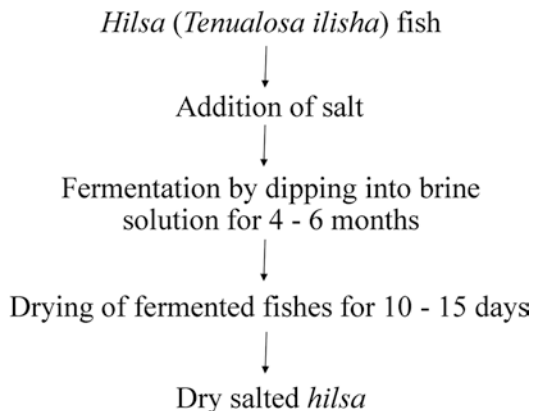 Hilsa (Tenualosa ilisha) fish
Addition of salt
Fermentation by dipping into brine
solution for 4 - 6 months
Drying of fermented fishes for 10 - 15 days
Dry salted hilsa